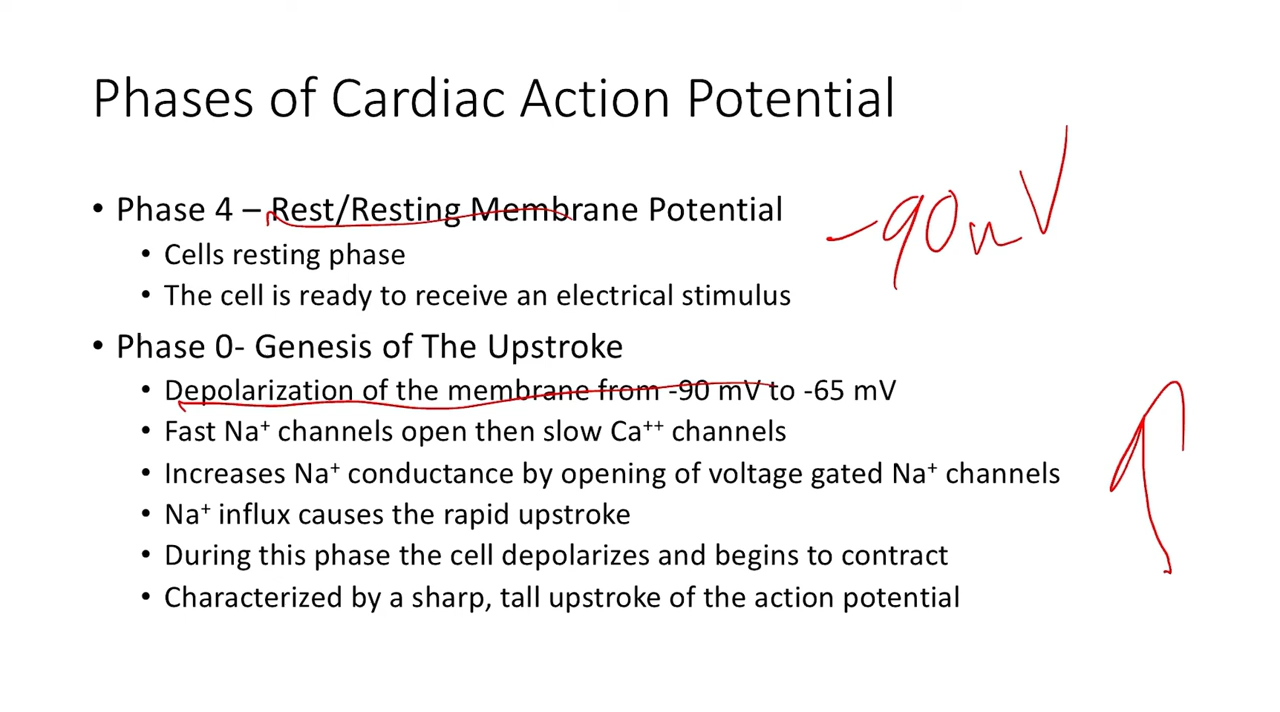 Phases of Cardiac Action Potential
• Phase 4 – Rest/Resting Membrane Potential
-90mV
• Cells resting phase
• The cell is ready to receive an electrical stimulus
• Phase 0- Genesis of The Upstroke
• Depolarization of the membrane from -90 mV to -65 mV
• Fast Na⁺ channels open then slow Ca⁺⁺ channels
• Increases Na⁺ conductance by opening of voltage gated Na⁺ channels
• Na⁺ influx causes the rapid upstroke
• During this phase the cell depolarizes and begins to contract
• Characterized by a sharp, tall upstroke of the action potential